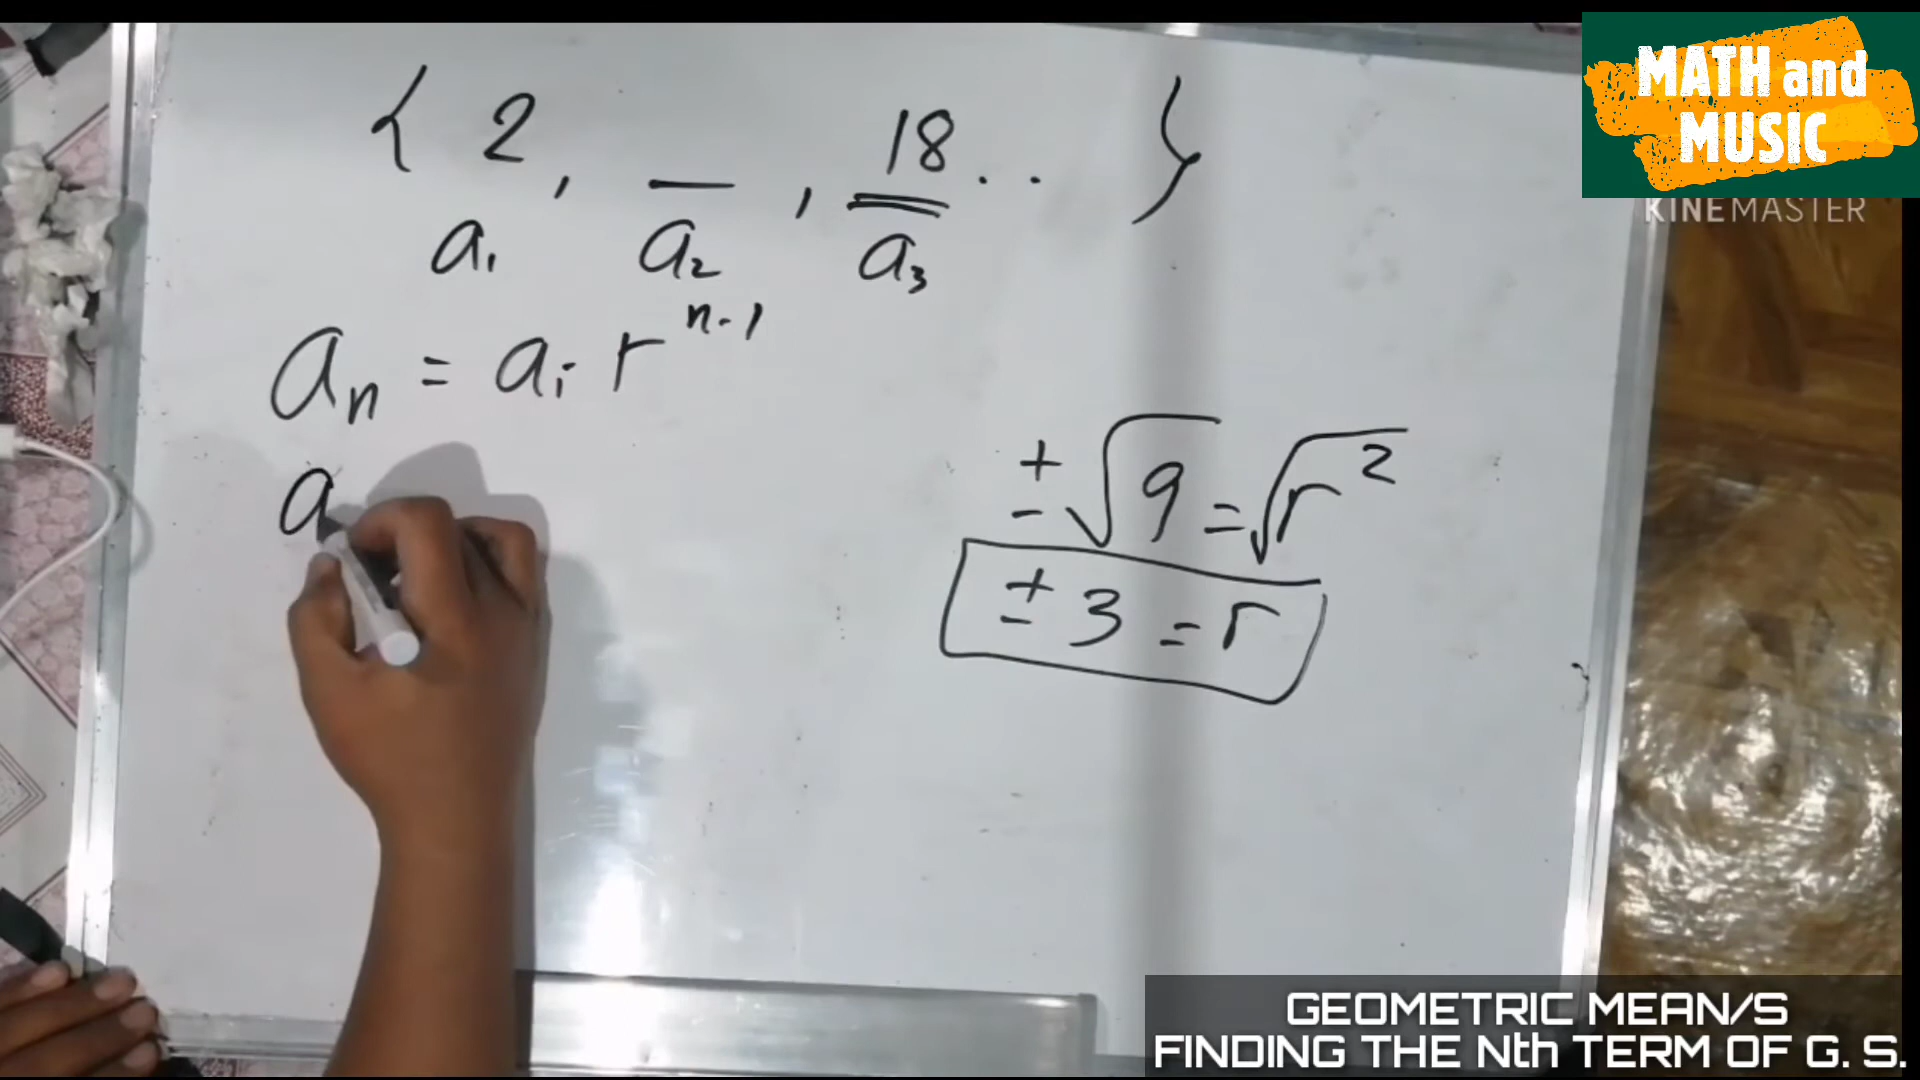 { 2, _, 18 . . }
a₁ a₂ a₃
aₙ = a₁ r^(n-1)
a
± √9 = √r²
± 3 = r
MATH and
MUSIC
KINEMASTER
GEOMETRIC MEAN/S
FINDING THE Nth TERM OF G. S.